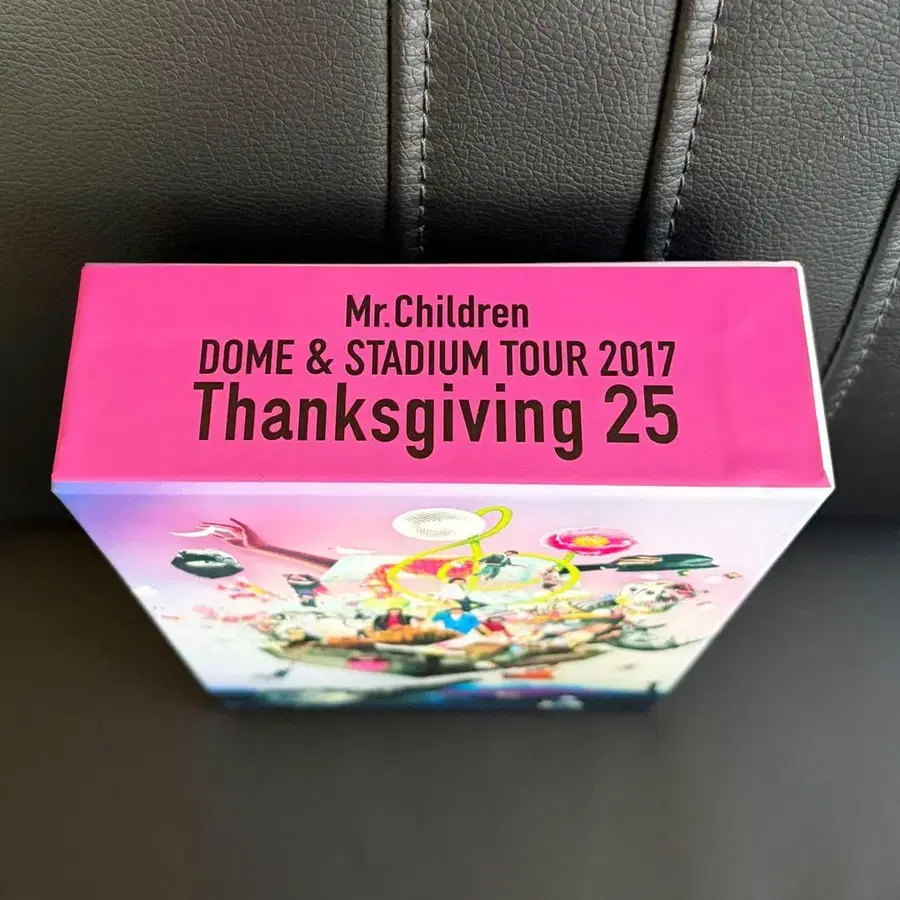 Mr.Children
DOME & STADIUM TOUR 2017
Thanksgiving 25